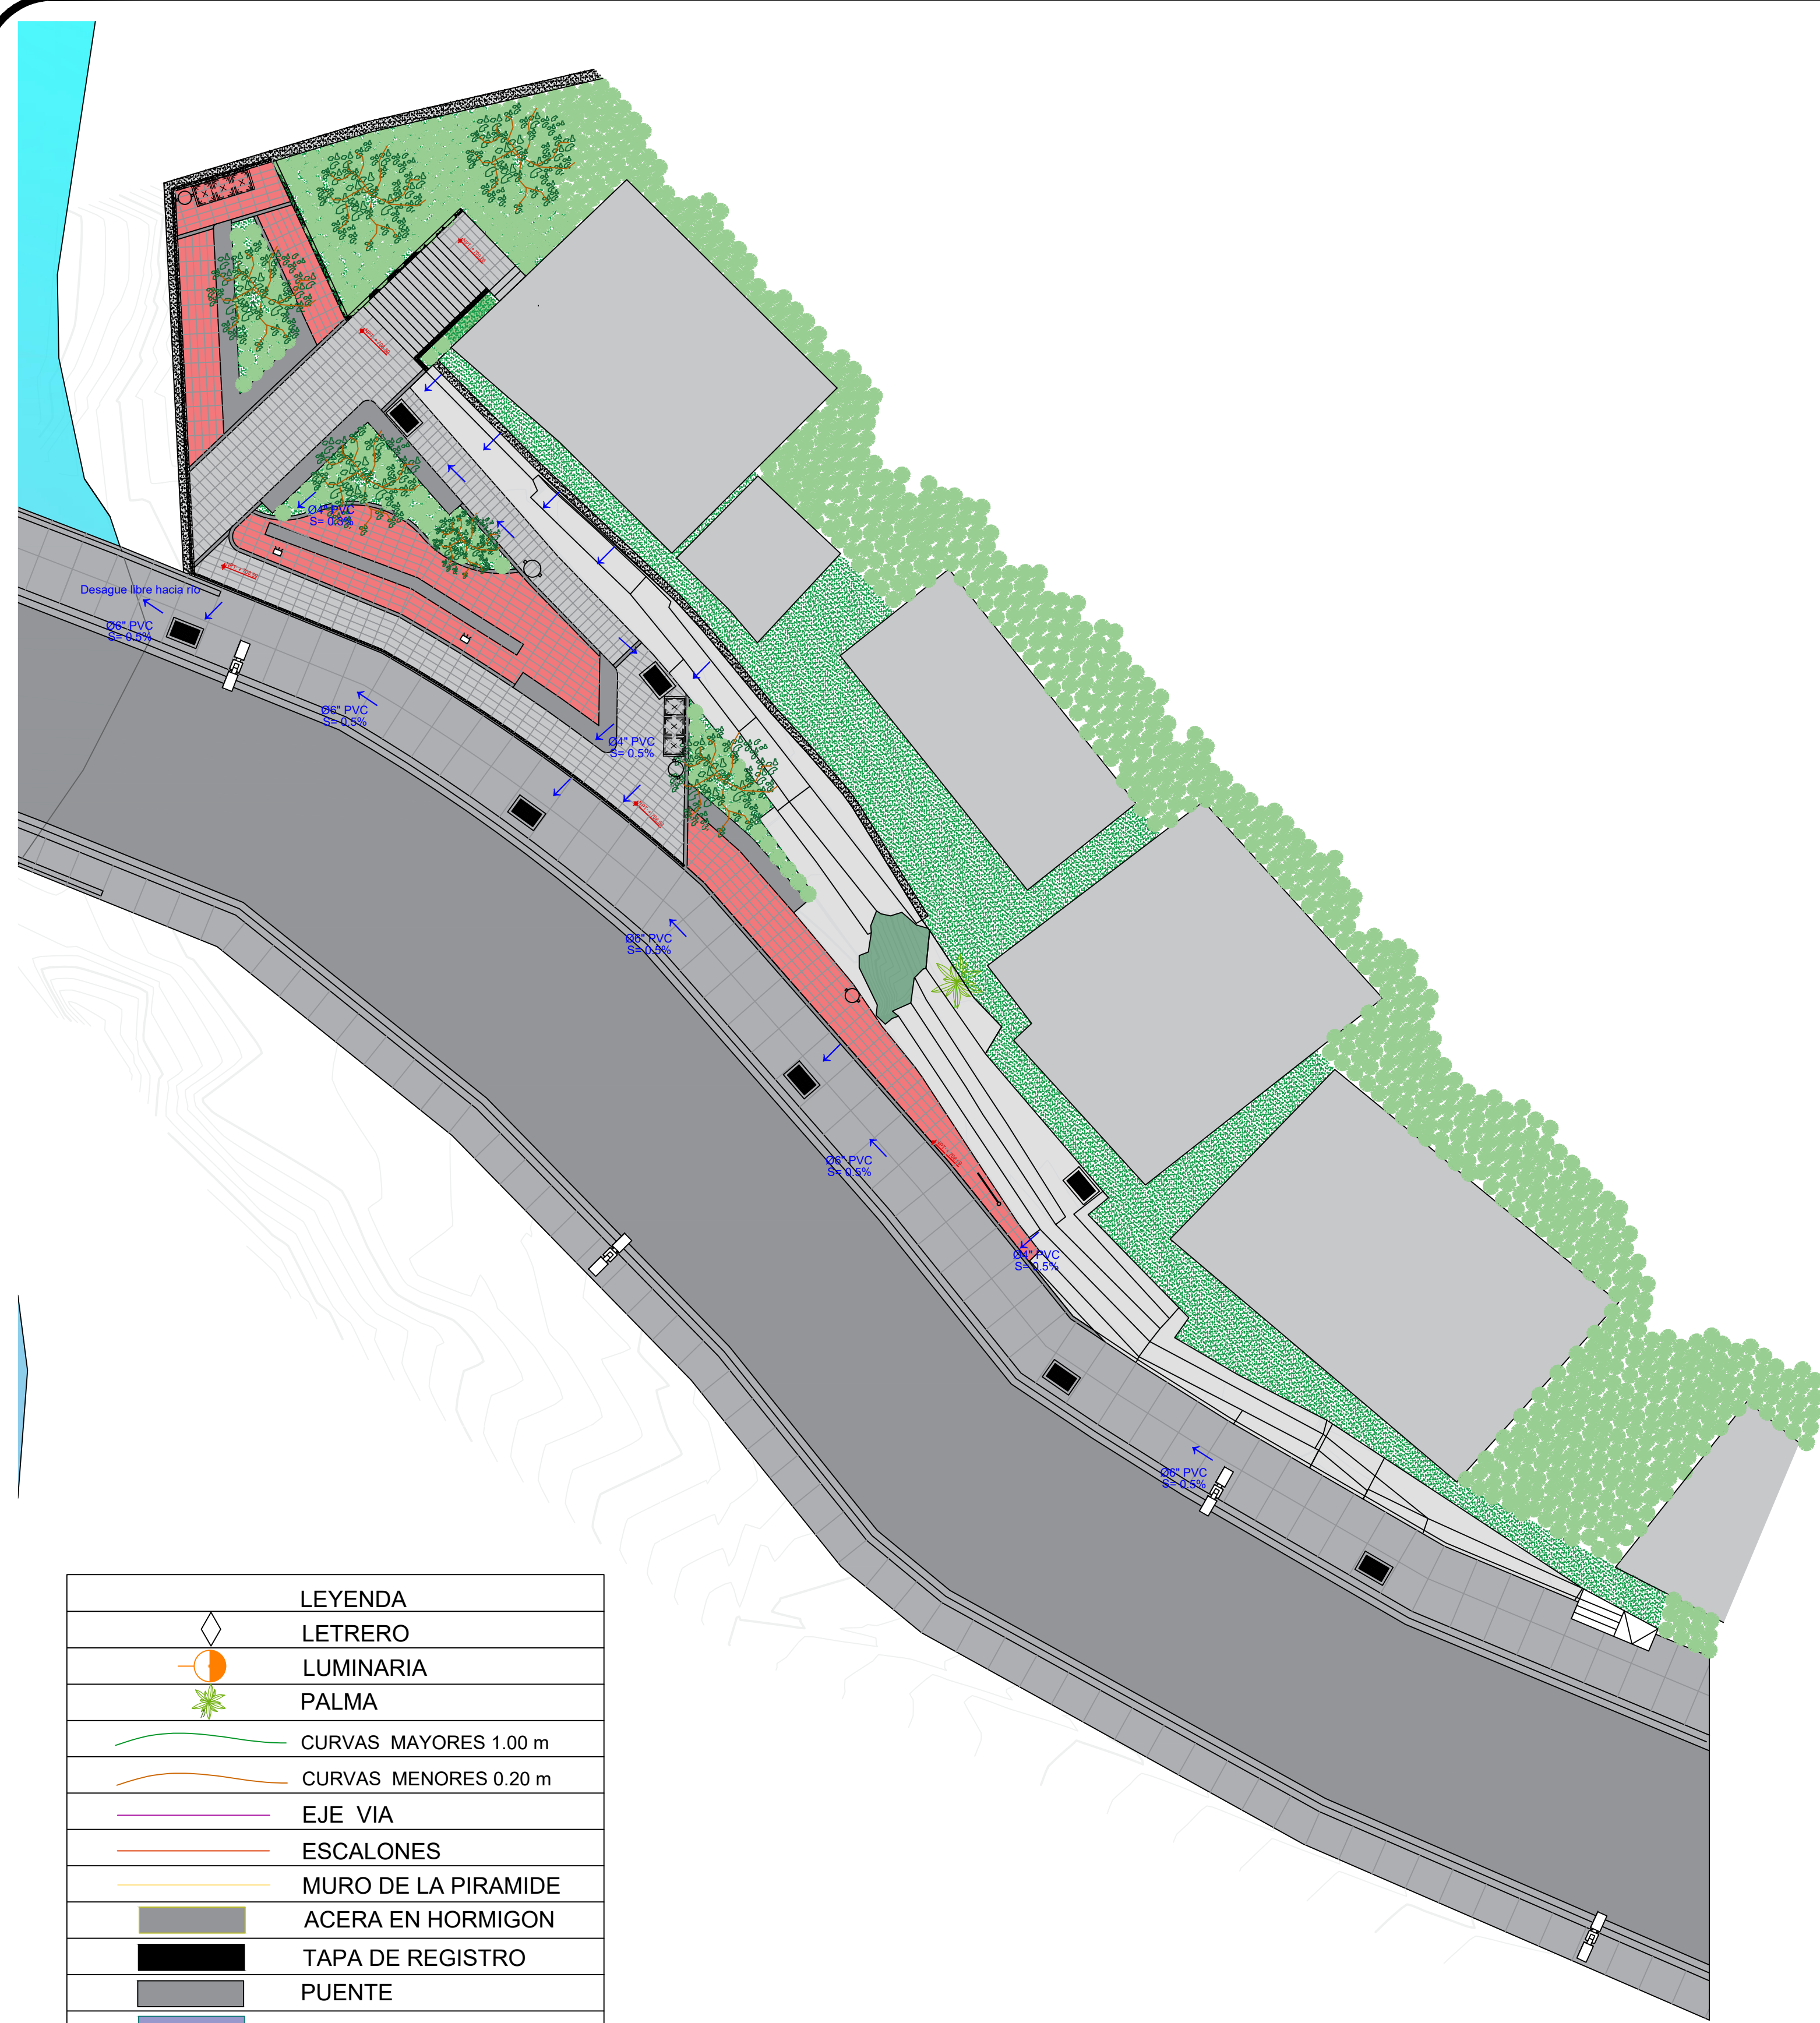 Ø4" PVC
S= 0.5%
Desague libre hacia rio
Ø6" PVC
S= 0.5%
Ø6" PVC
S= 0.5%
Ø4" PVC
S= 0.5%
Ø6" PVC
S= 0.5%
Ø6" PVC
S= 0.5%
Ø4" PVC
S= 0.5%
Ø6" PVC
S= 0.5%
LEYENDA
LETRERO
LUMINARIA
PALMA
CURVAS MAYORES 1.00 m
CURVAS MENORES 0.20 m
EJE VIA
ESCALONES
MURO DE LA PIRAMIDE
ACERA EN HORMIGON
TAPA DE REGISTRO
PUENTE